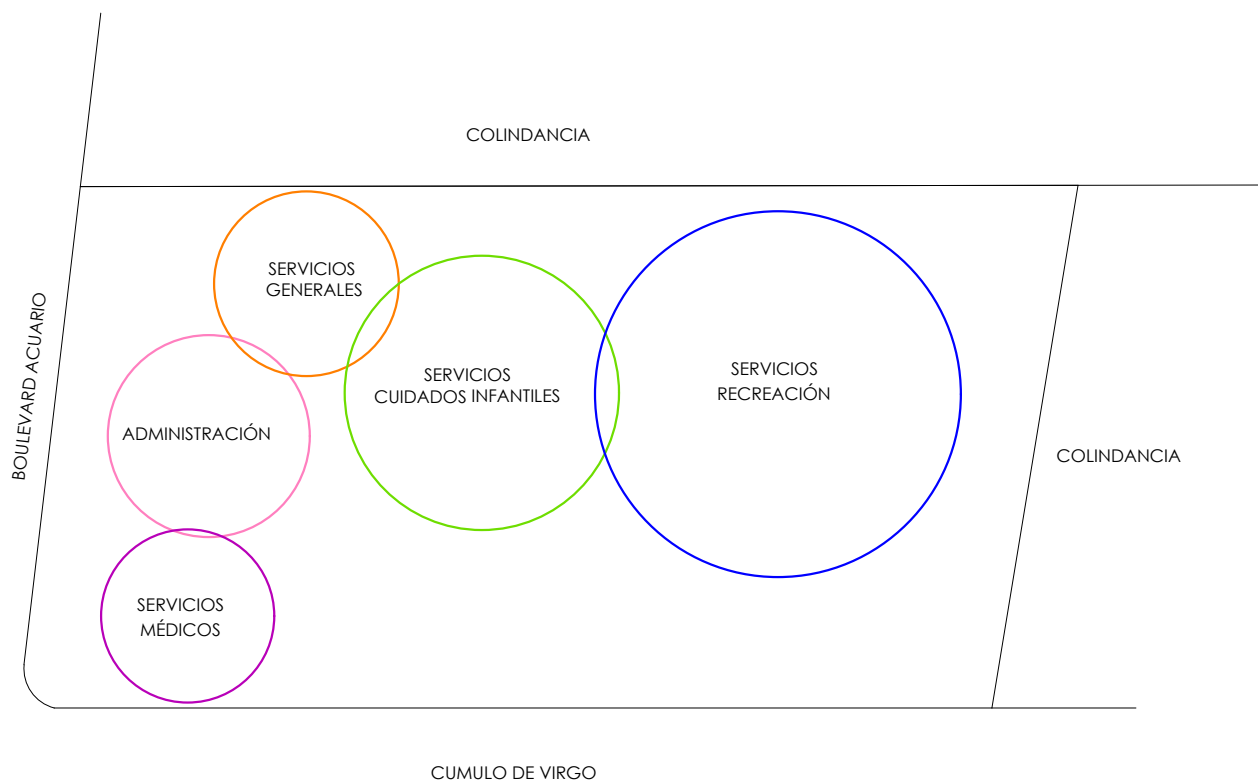 COLINDANCIA
SERVICIOS
GENERALES
BOULEVARD ACUARIO
SERVICIOS
CUIDADOS INFANTILES
SERVICIOS
RECREACIÓN
ADMINISTRACIÓN
COLINDANCIA
SERVICIOS
MÉDICOS
CUMULO DE VIRGO